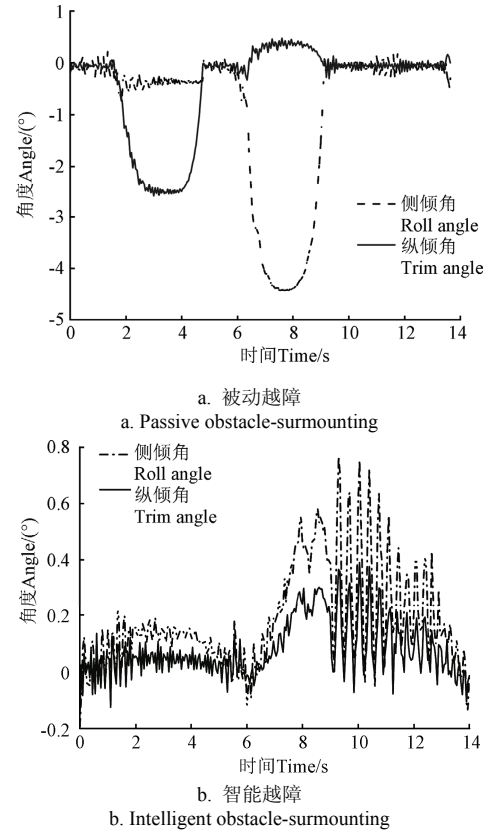 1
0
-1
-2
-3
-4
-5
角度Angle/(°)
侧倾角
Roll angle
纵倾角
Trim angle
0 2 4 6 8 10 12 14
时间Time/s
a. 被动越障
a. Passive obstacle-surmounting
0.8
0.6
0.4
0.2
0
-0.2
角度Angle/(°)
侧倾角
Roll angle
纵倾角
Trim angle
0 2 4 6 8 10 12 14
时间Time/s
b. 智能越障
b. Intelligent obstacle-surmounting